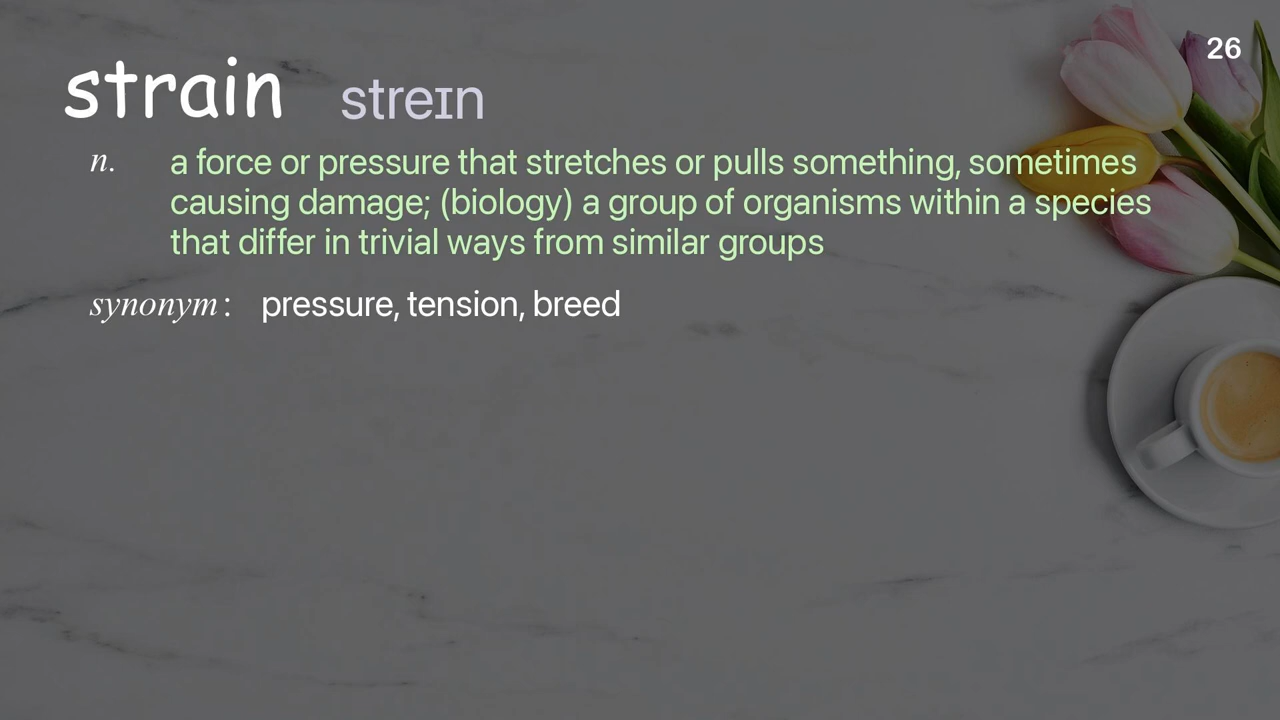 26
strain streɪn
n. a force or pressure that stretches or pulls something, sometimes
causing damage; (biology) a group of organisms within a species
that differ in trivial ways from similar groups
synonym: pressure, tension, breed